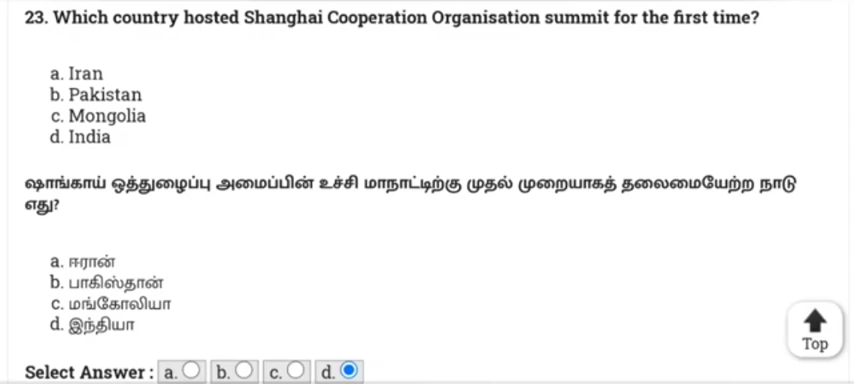 23. Which country hosted Shanghai Cooperation Organisation summit for the first time?
a. Iran
b. Pakistan
c. Mongolia
d. India
ஷாங்காய் ஒத்துழைப்பு அமைப்பின் உச்சி மாநாட்டிற்கு முதல் முறையாகத் தலைமையேற்ற நாடு
எது?
a. ஈரான்
b. பாகிஸ்தான்
c. மங்கோலியா
d. இந்தியா
Top
Select Answer : a. b. c. d.